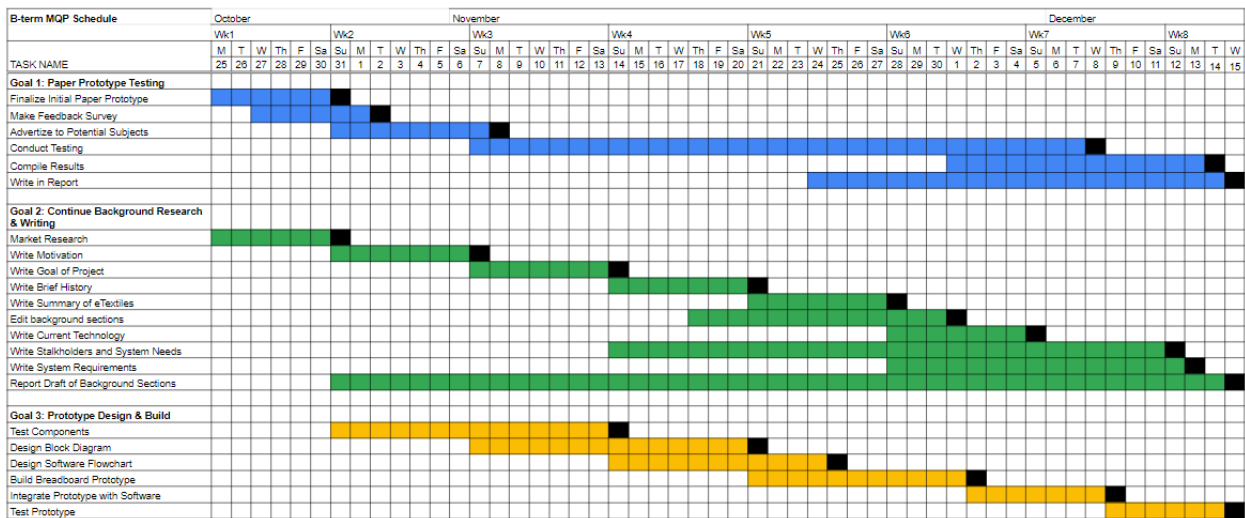 B-term MQP Schedule October November December
Wk1 Wk2 Wk3 Wk4 Wk5 Wk6 Wk7 Wk8
M T W Th F Sa Su M T W Th F Sa Su M T W Th F Sa Su M T W Th F Sa Su M T W Th F Sa Su M T W Th F Sa Su M T W Th F Sa Su M T W
TASK NAME 25 26 27 28 29 30 31 1 2 3 4 5 6 7 8 9 10 11 12 13 14 15 16 17 18 19 20 21 22 23 24 25 26 27 28 29 30 1 2 3 4 5 6 7 8 9 10 11 12 13 14 15
Goal 1: Paper Prototype Testing
Finalize Initial Paper Prototype
Make Feedback Survey
Advertize to Potential Subjects
Conduct Testing
Compile Results
Write in Report
Goal 2: Continue Background Research
& Writing
Market Research
Write Motivation
Write Goal of Project
Write Brief History
Write Summary of eTextiles
Edit background sections
Write Current Technology
Write Stalkholders and System Needs
Write System Requirements
Report Draft of Background Sections
Goal 3: Prototype Design & Build
Test Components
Design Block Diagram
Design Software Flowchart
Build Breadboard Prototype
Integrate Prototype with Software
Test Prototype